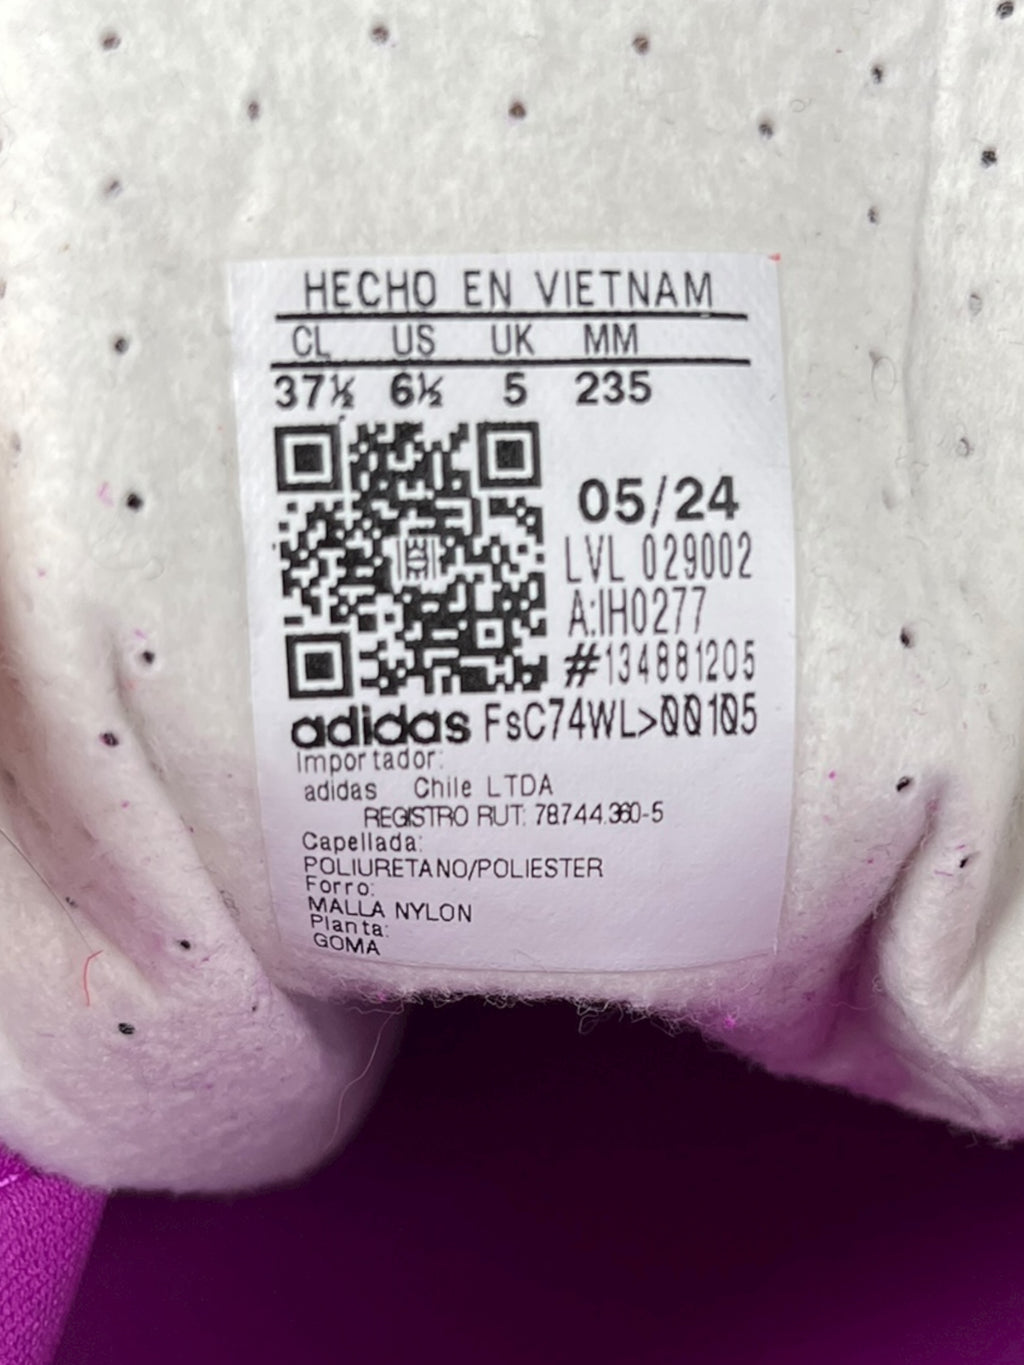 HECHO EN VIETNAM
CL US UK MM
37½ 6½ 5 235
05/24
LVL 029002
A:IH0277
#134881205
adidas FsC74WL>00105
Importador:
adidas Chile LTDA
REGISTRO RUT: 78.744.360-5
Capellada:
POLIURETANO/POLIESTER
Forro:
MALLA NYLON
Planta:
GOMA